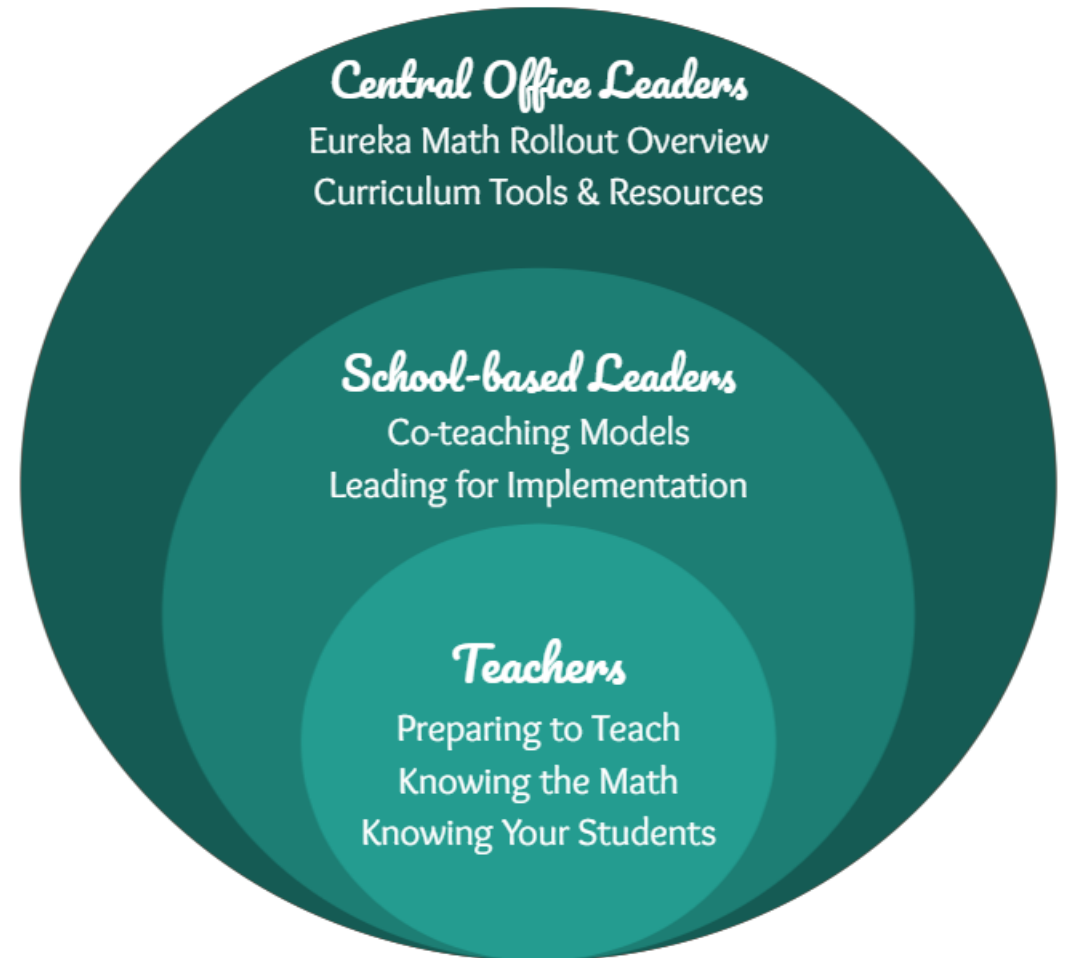 Central Office Leaders
Eureka Math Rollout Overview
Curriculum Tools & Resources
School-based Leaders
Co-teaching Models
Leading for Implementation
Teachers
Preparing to Teach
Knowing the Math
Knowing Your Students